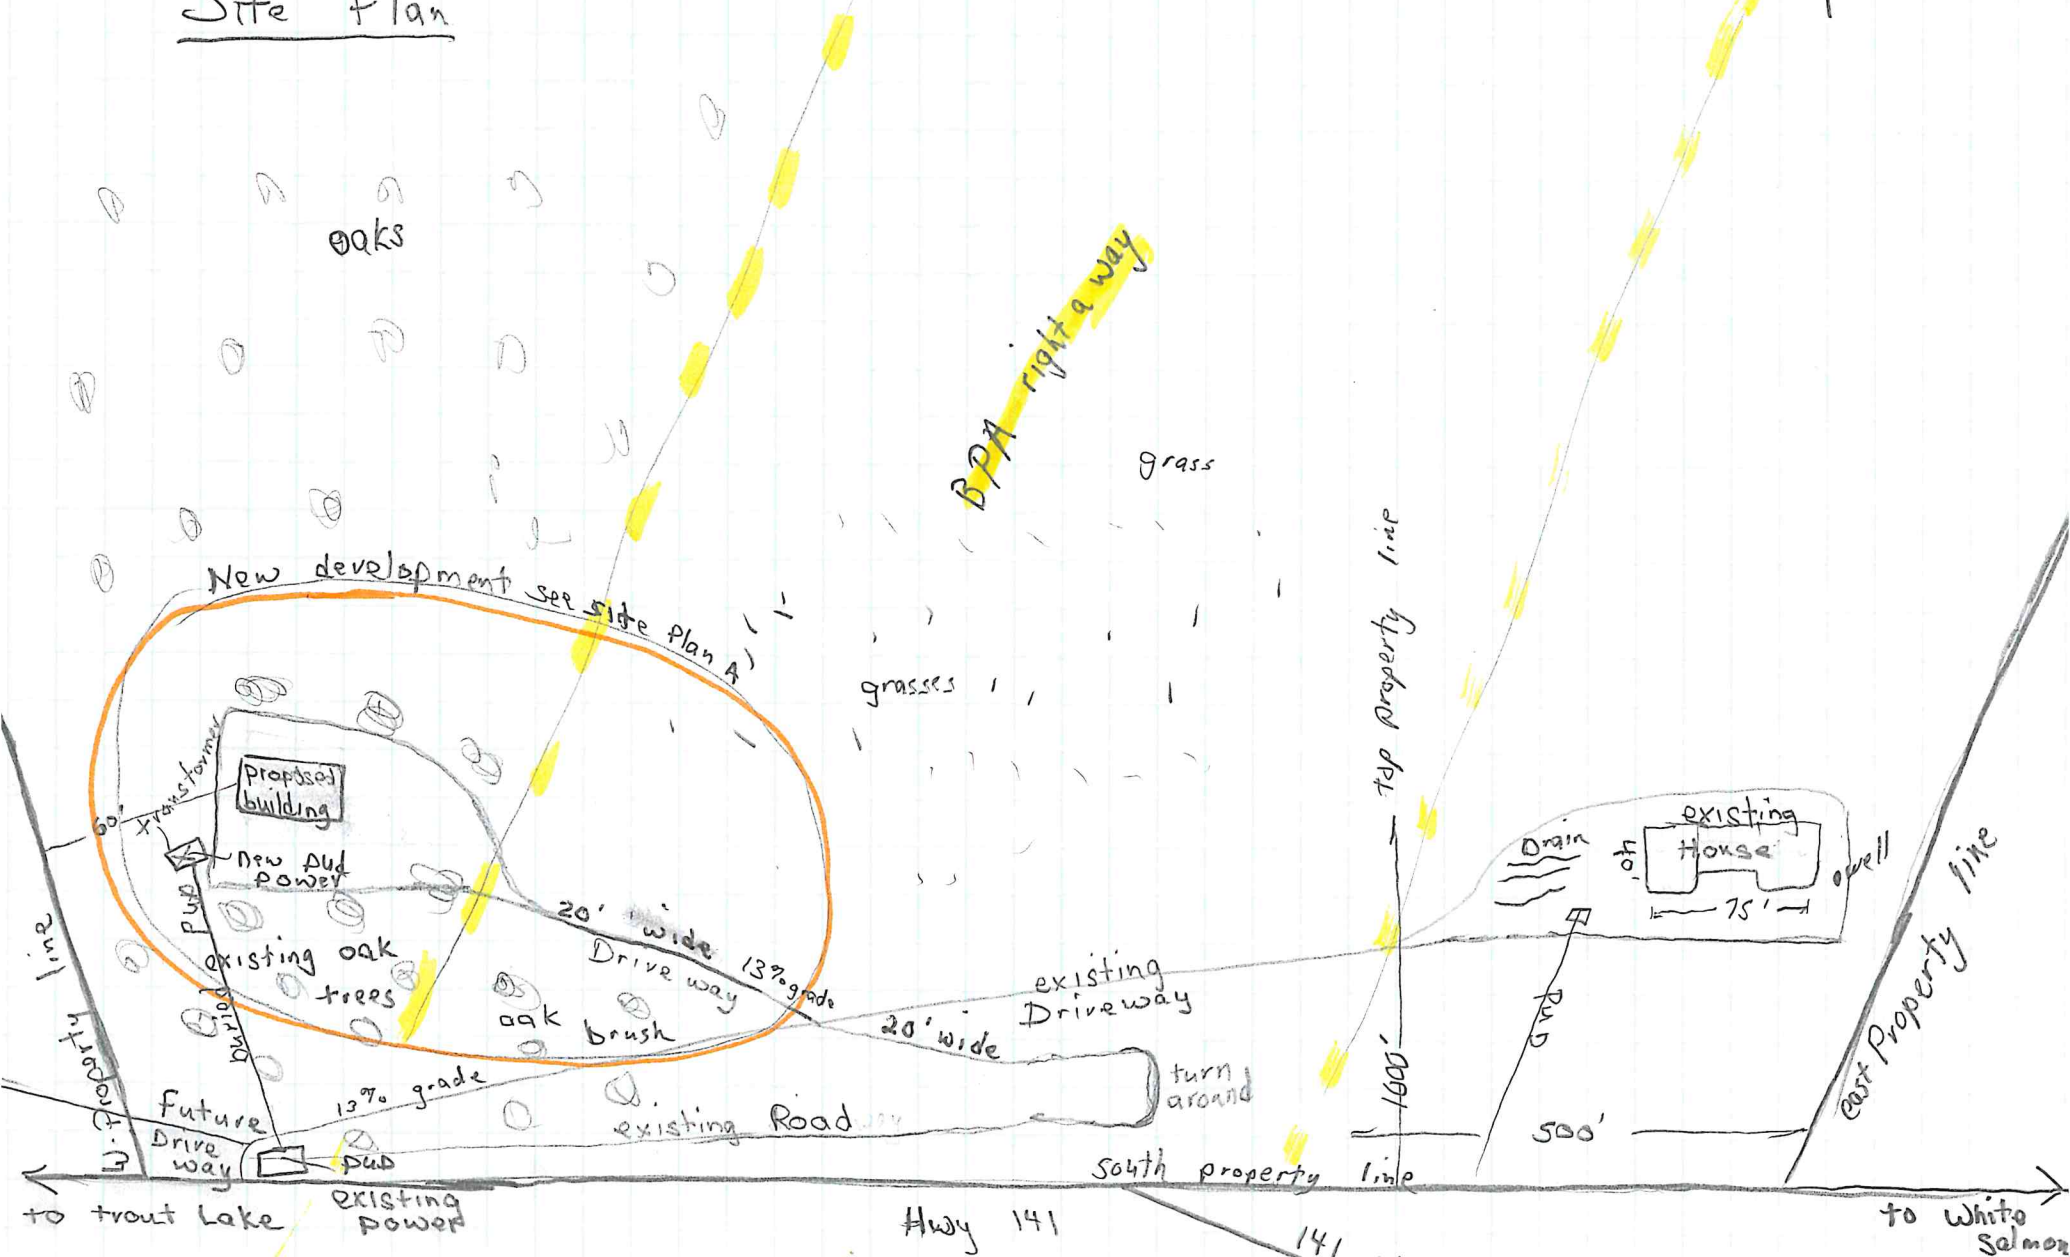 Site Plan
oaks
BPA right a way
grass
New development see site Plan A
grasses
top property line
1600'
proposed
building
60'
xransformer
new pud
power
pud
buried
existing oak
trees
oak
brush
20' wide
Drive way
13% grade
20' wide
existing
Driveway
existing
House
Drain
40'
75'
well
pud
turn
around
500'
east Property line
W. Property line
Future
Drive
way
13% grade
existing Road
pud
existing
power
South property line
to trout Lake
Hwy 141
141
to White
Salmon